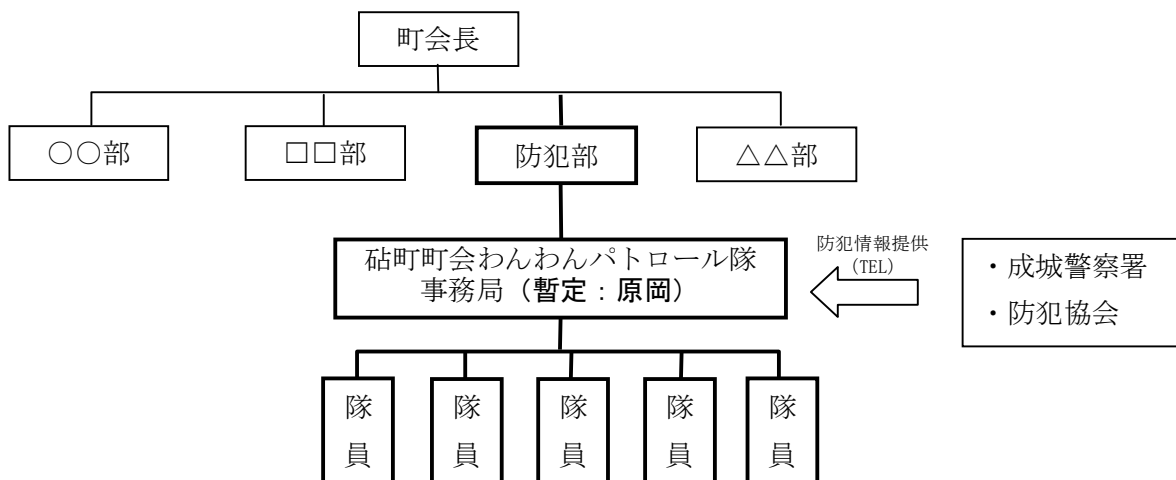 町会長
○○部
□□部
防犯部
△△部
砧町町会わんわんパトロール隊
事務局（暫定：原岡）
防犯情報提供
(TEL)
・成城警察署
・防犯協会
隊員
隊員
隊員
隊員
隊員